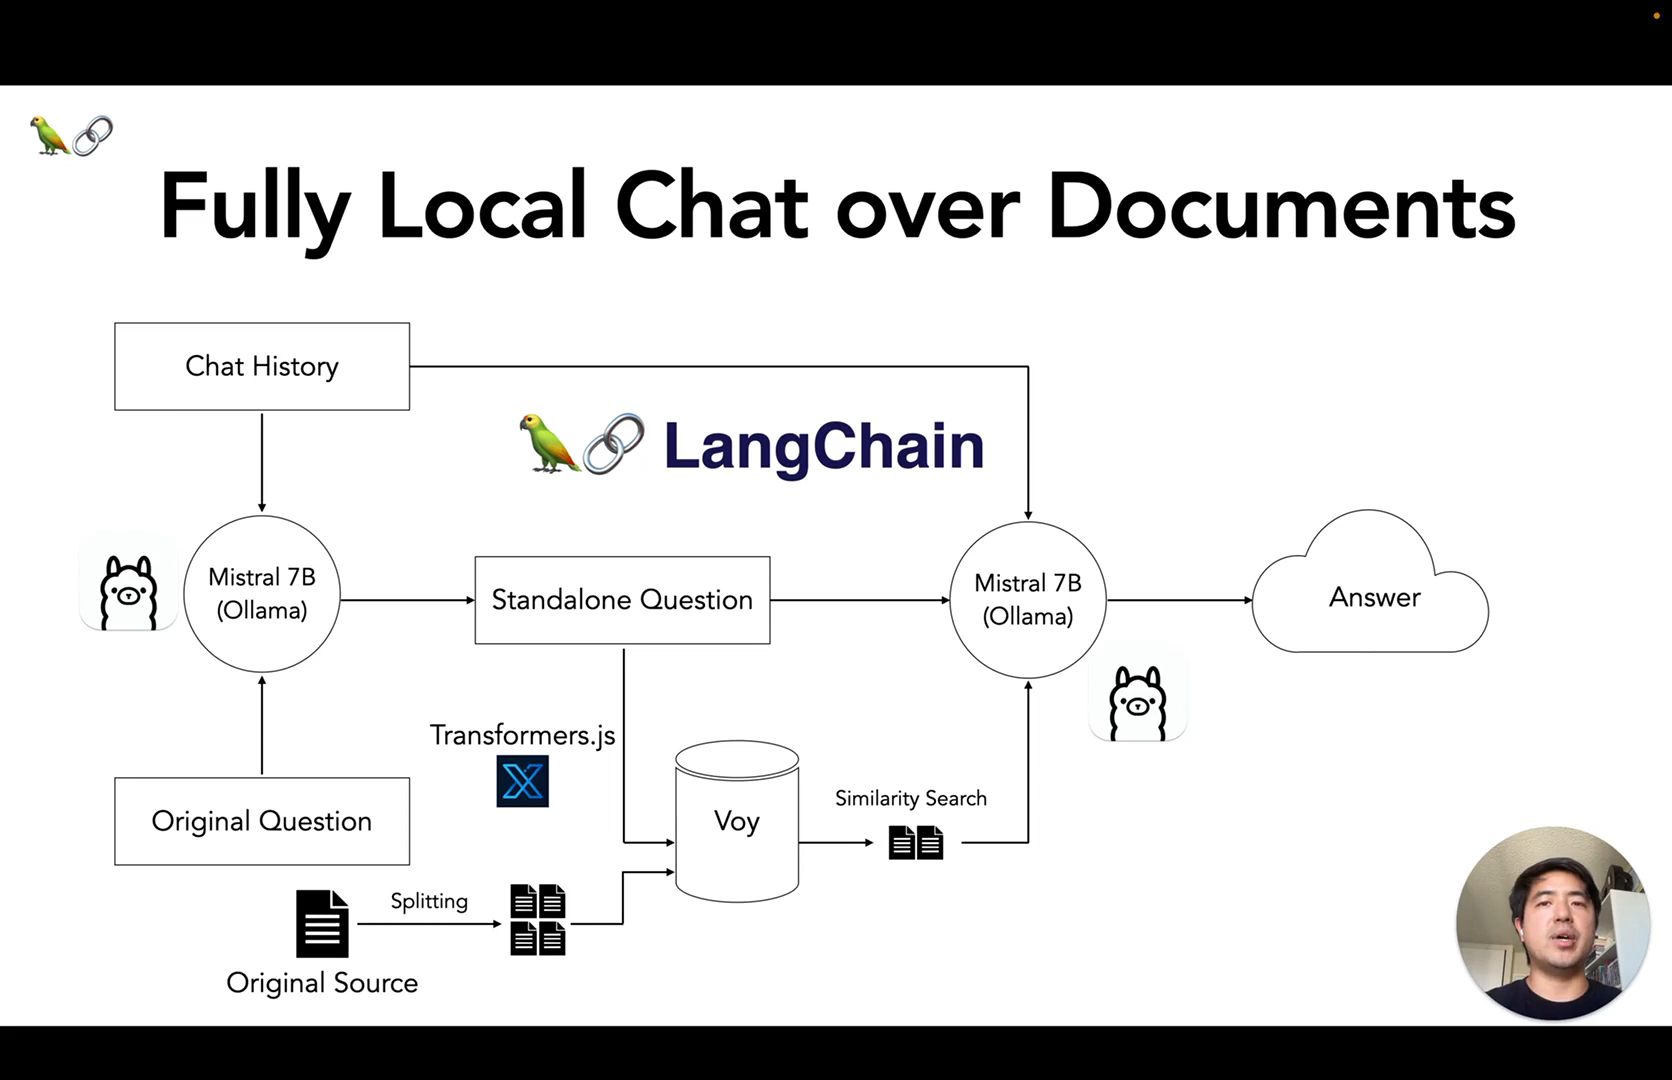 Fully Local Chat over Documents
Chat History
LangChain
Mistral 7B
(Ollama)
Standalone Question
Mistral 7B
(Ollama)
Answer
Transformers.js
Original Question
Voy
Similarity Search
Splitting
Original Source